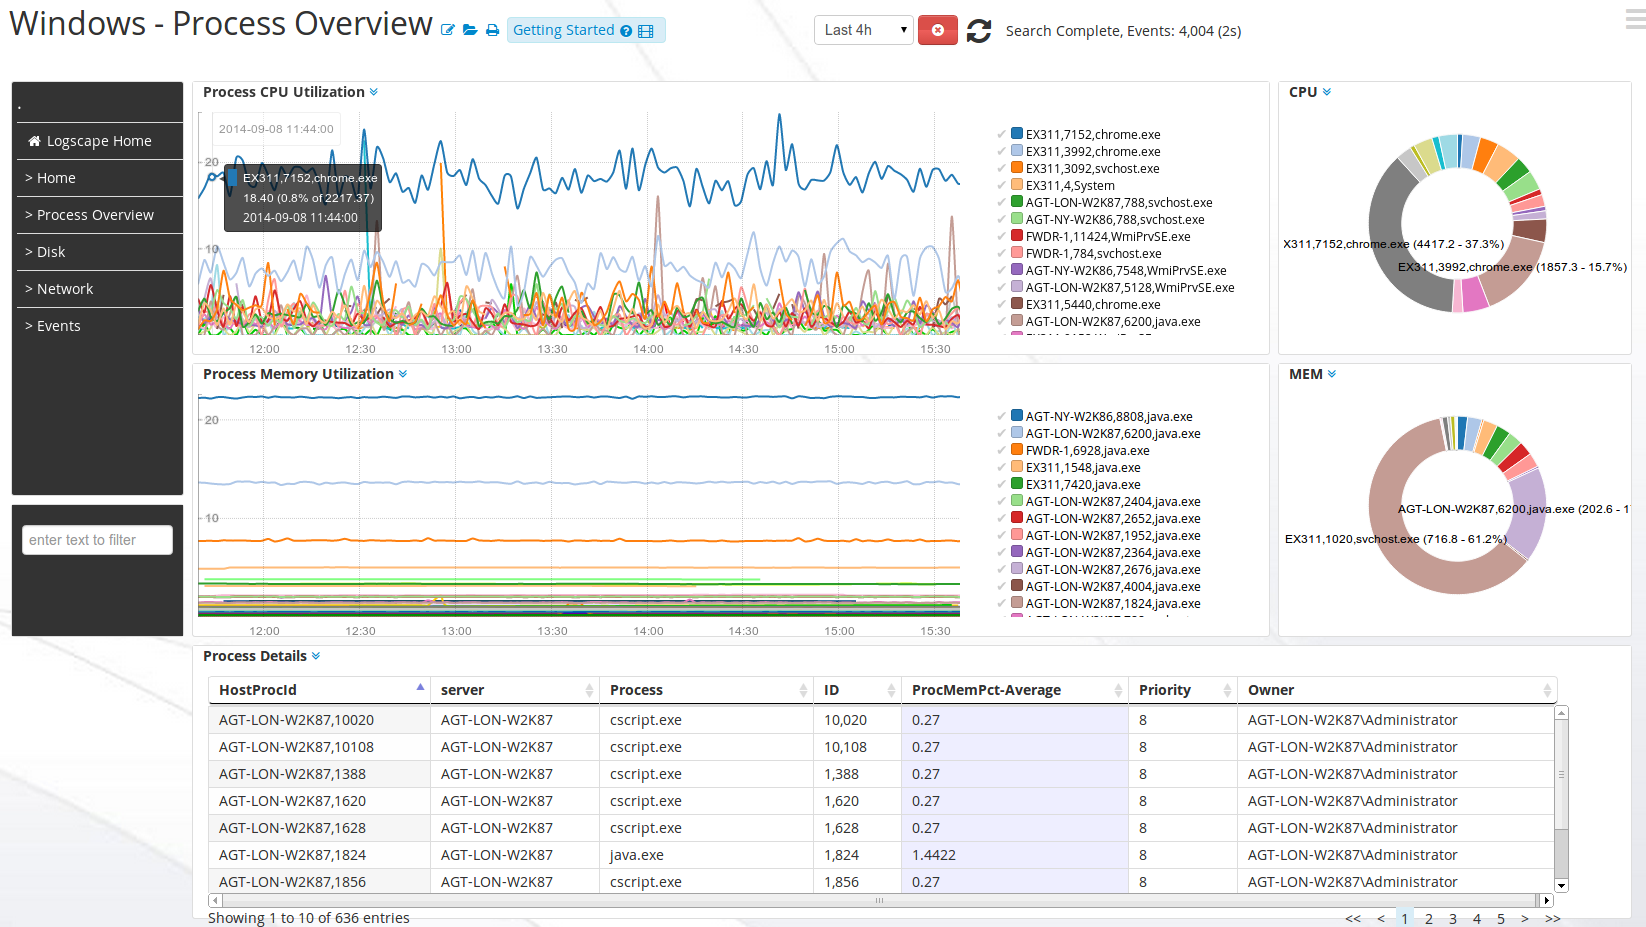 Windows - Process Overview
Getting Started
Last 4h
Search Complete, Events: 4,004 (2s)
.
Logscape Home
> Home
> Process Overview
> Disk
> Network
> Events
enter text to filter
Process CPU Utilization
2014-09-08 11:44:00
20
10
EX311,7152,chrome.exe
18.40 (0.8% of 2217.37)
2014-09-08 11:44:00
12:00 12:30 13:00 13:30 14:00 14:30 15:00 15:30
EX311,7152,chrome.exe
EX311,3992,chrome.exe
EX311,3092,svchost.exe
EX311,4,System
AGT-LON-W2K87,788,svchost.exe
AGT-NY-W2K86,788,svchost.exe
FWDR-1,11424,WmiPrvSE.exe
FWDR-1,784,svchost.exe
AGT-NY-W2K86,7548,WmiPrvSE.exe
AGT-LON-W2K87,5128,WmiPrvSE.exe
EX311,5440,chrome.exe
AGT-LON-W2K87,6200,java.exe
CPU
X311,7152,chrome.exe (4417.2 - 37.3%)
EX311,3992,chrome.exe (1857.3 - 15.7%)
Process Memory Utilization
20
10
12:00 12:30 13:00 13:30 14:00 14:30 15:00 15:30
AGT-NY-W2K86,8808,java.exe
AGT-LON-W2K87,6200,java.exe
FWDR-1,6928,java.exe
EX311,1548,java.exe
EX311,7420,java.exe
AGT-LON-W2K87,2404,java.exe
AGT-LON-W2K87,2652,java.exe
AGT-LON-W2K87,1952,java.exe
AGT-LON-W2K87,2364,java.exe
AGT-LON-W2K87,2676,java.exe
AGT-LON-W2K87,4004,java.exe
AGT-LON-W2K87,1824,java.exe
MEM
AGT-LON-W2K87,6200,java.exe (202.6 - 1
EX311,1020,svchost.exe (716.8 - 61.2%)
Process Details
HostProcId server Process ID ProcMemPct-Average Priority Owner
AGT-LON-W2K87,10020 AGT-LON-W2K87 cscript.exe 10,020 0.27 8 AGT-LON-W2K87\Administrator
AGT-LON-W2K87,10108 AGT-LON-W2K87 cscript.exe 10,108 0.27 8 AGT-LON-W2K87\Administrator
AGT-LON-W2K87,1388 AGT-LON-W2K87 cscript.exe 1,388 0.27 8 AGT-LON-W2K87\Administrator
AGT-LON-W2K87,1620 AGT-LON-W2K87 cscript.exe 1,620 0.27 8 AGT-LON-W2K87\Administrator
AGT-LON-W2K87,1628 AGT-LON-W2K87 cscript.exe 1,628 0.27 8 AGT-LON-W2K87\Administrator
AGT-LON-W2K87,1824 AGT-LON-W2K87 java.exe 1,824 1.4422 8 AGT-LON-W2K87\Administrator
AGT-LON-W2K87,1856 AGT-LON-W2K87 cscript.exe 1,856 0.27 8 AGT-LON-W2K87\Administrator
Showing 1 to 10 of 636 entries
<< < 1 2 3 4 5 > >>